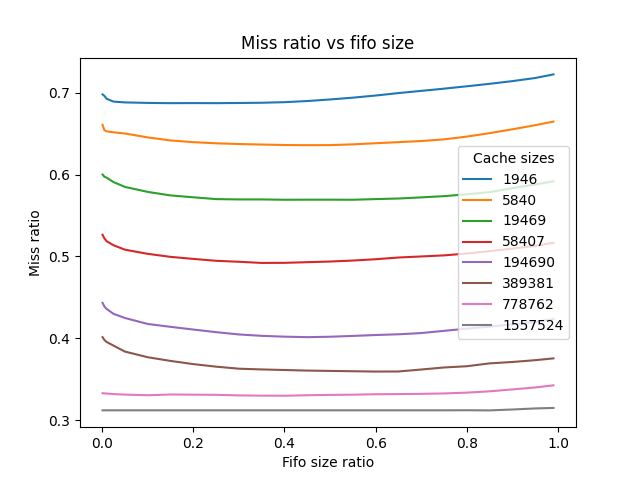 Miss ratio vs fifo size
Miss ratio
0.7
0.6
0.5
0.4
0.3
Cache sizes
1946
5840
19469
58407
194690
389381
778762
1557524
0.0 0.2 0.4 0.6 0.8 1.0
Fifo size ratio